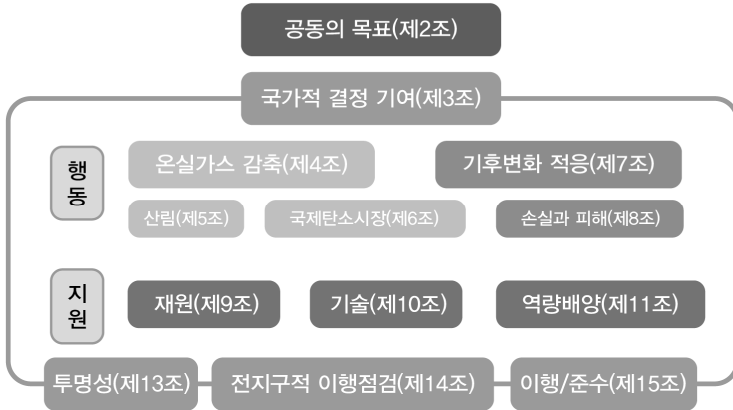 공동의 목표(제2조)
국가적 결정 기여(제3조)
행동
온실가스 감축(제4조)
기후변화 적응(제7조)
산림(제5조)
국제탄소시장(제6조)
손실과 피해(제8조)
지원
재원(제9조)
기술(제10조)
역량배양(제11조)
투명성(제13조)
전지구적 이행점검(제14조)
이행/준수(제15조)